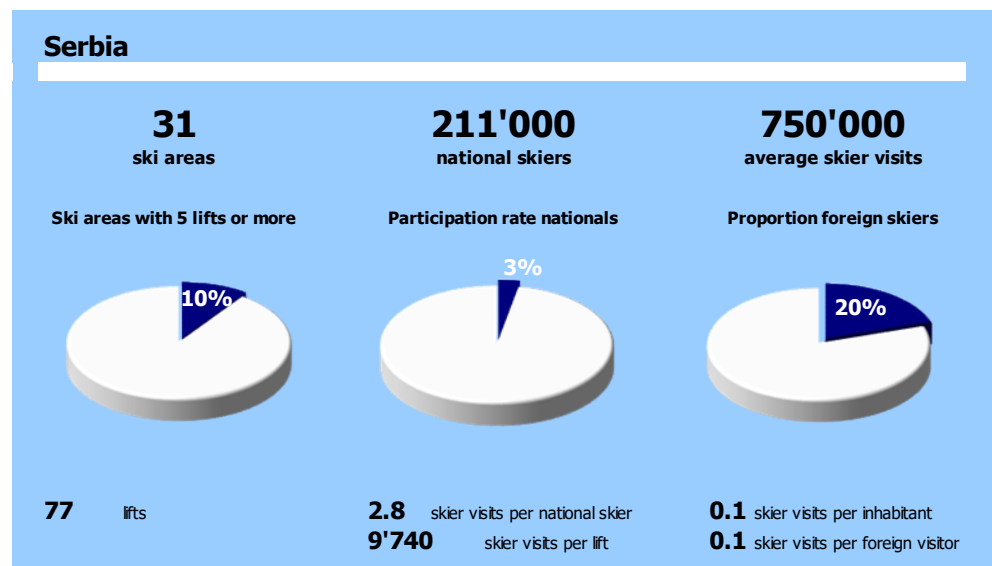 Serbia
31
ski areas
211'000
national skiers
750'000
average skier visits
Ski areas with 5 lifts or more
Participation rate nationals
Proportion foreign skiers
10%
3%
20%
77 lifts
2.8 skier visits per national skier
9'740 skier visits per lift
0.1 skier visits per inhabitant
0.1 skier visits per foreign visitor